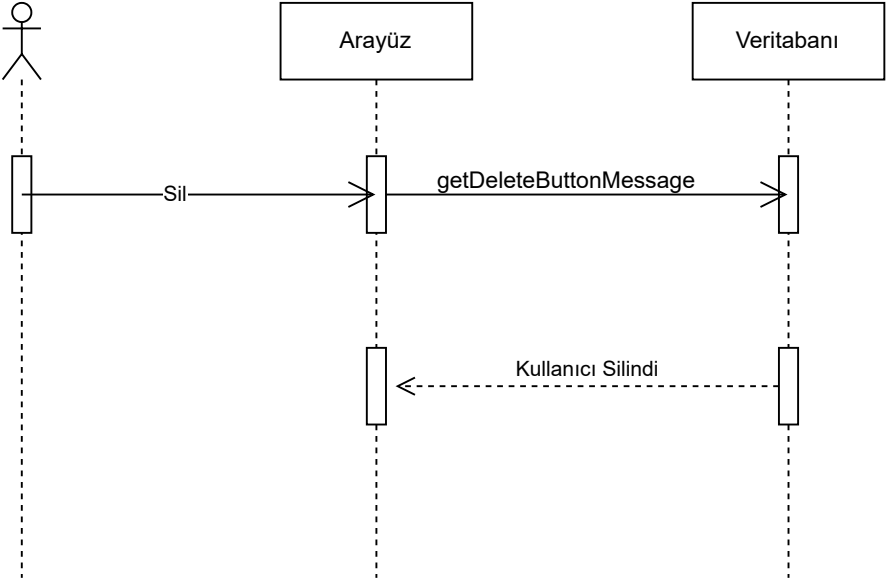 Arayüz
Veritabanı
Sil
getDeleteButtonMessage
Kullanıcı Silindi